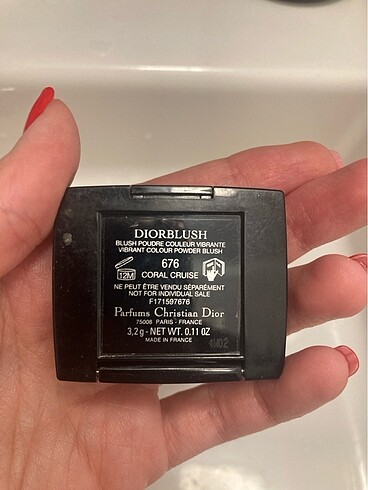 DIORBLUSH
BLUSH POUDRE COULEUR VIBRANTE
VIBRANT COLOUR POWDER BLUSH
676
12M CORAL CRUISE
NE PEUT ÊTRE VENDU SÉPARÉMENT
NOT FOR INDIVIDUAL SALE
F171597676
Parfums Christian Dior
75008 PARIS - FRANCE
3,2 g - NET WT. 0.11 OZ
MADE IN FRANCE